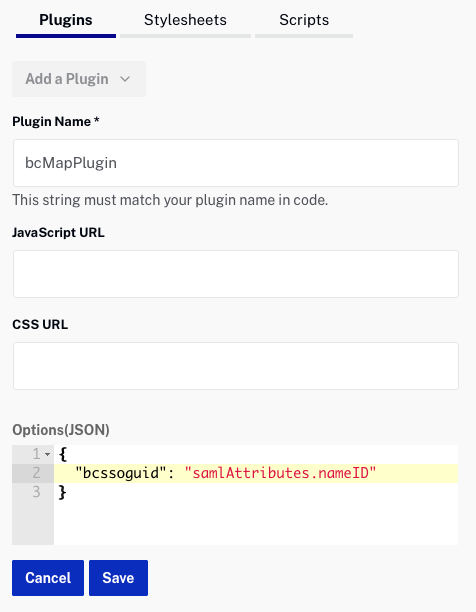 Plugins Stylesheets Scripts
Add a Plugin
Plugin Name *
bcMapPlugin
This string must match your plugin name in code.
JavaScript URL
CSS URL
Options(JSON)
1 {
2 "bcssoguid": "samlAttributes.nameID"
3 }
Cancel Save